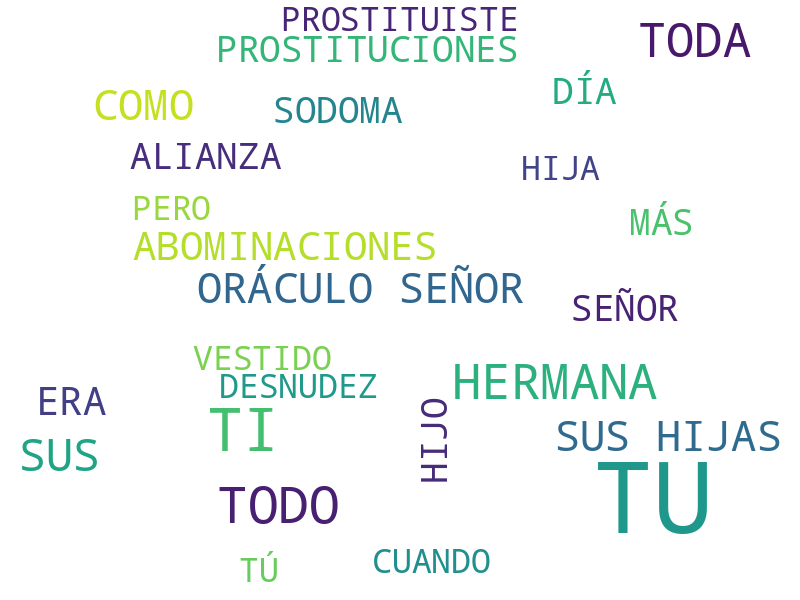 PROSTITUISTE
PROSTITUCIONES
TODA
COMO
SODOMA
DÍA
ALIANZA
HIJA
PERO
MÁS
ABOMINACIONES
ORÁCULO SEÑOR
SEÑOR
VESTIDO
DESNUDEZ
HERMANA
ERA
TI
HIJO
SUS HIJAS
SUS
TU
TODO
TÚ
CUANDO